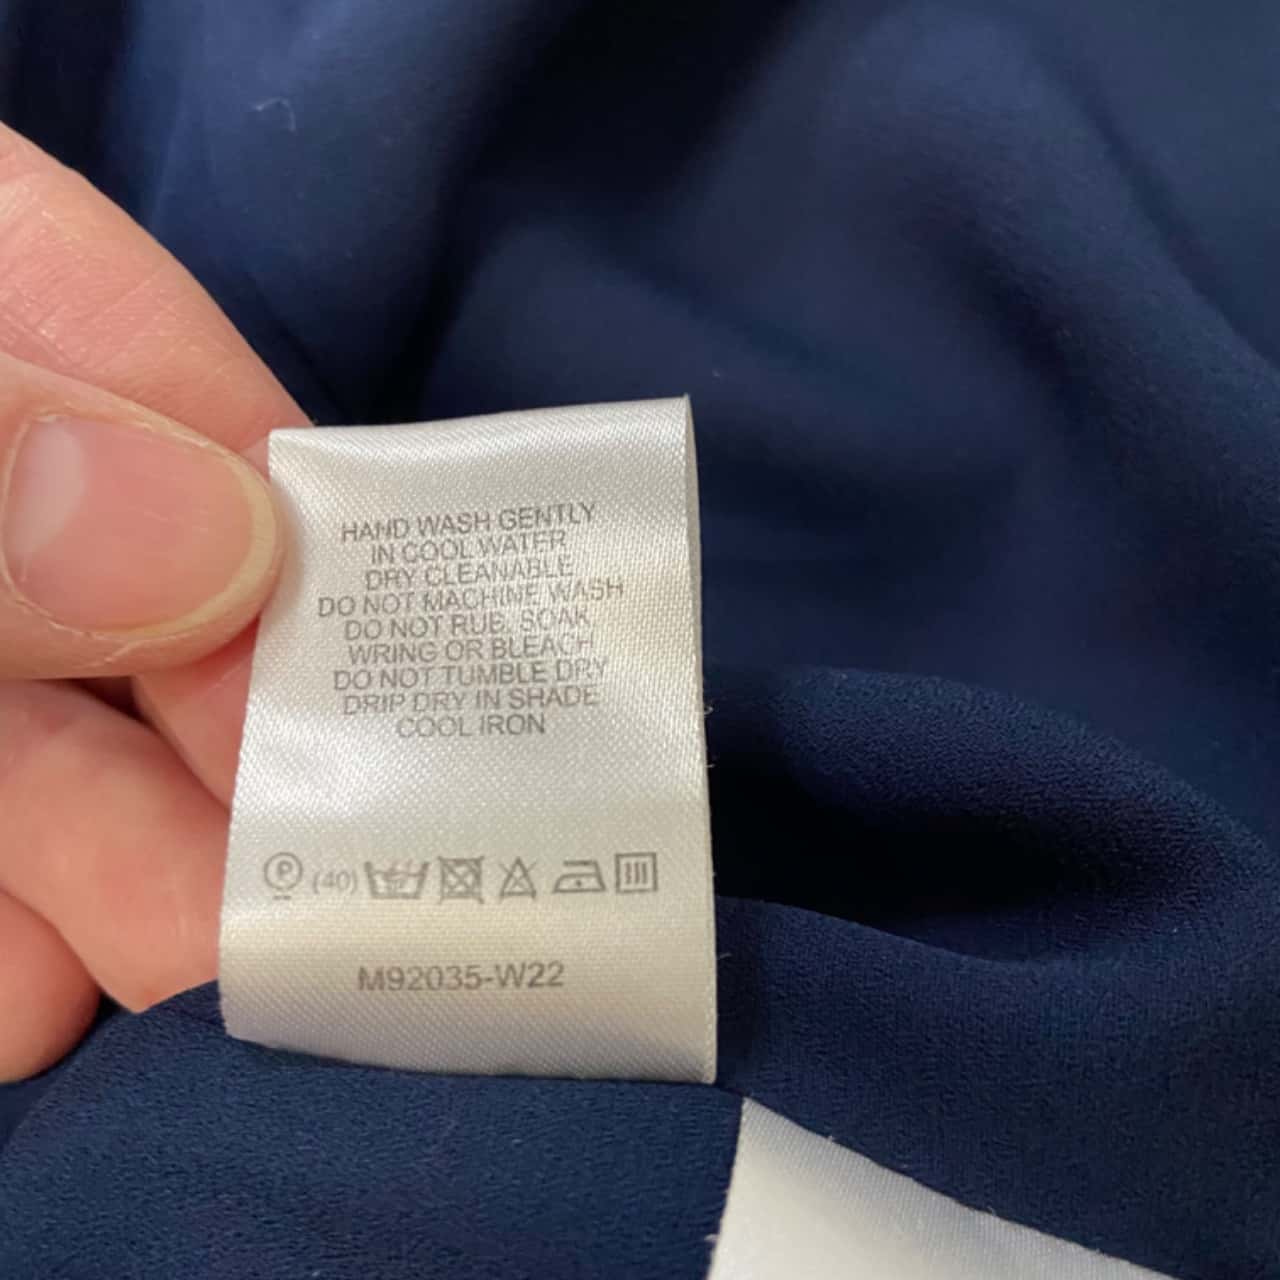 HAND WASH GENTLY
IN COOL WATER
DRY CLEANABLE
DO NOT MACHINE WASH
DO NOT RUB, SOAK
WRING OR BLEACH
DO NOT TUMBLE DRY
DRIP DRY IN SHADE
COOL IRON
P (40)
M92035-W22